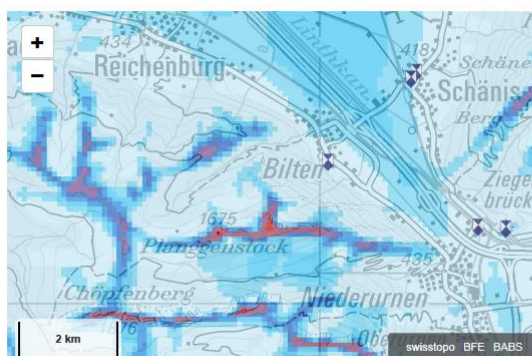 +
−
434
Reichenburg
Linthkan
418
Schäne
Schänis
Berg
Bilten
Ziege
bruck
1675
Planggenstock
435
Chöpfenberg
Niederurnen
2 km
swisstopo BFE BABS